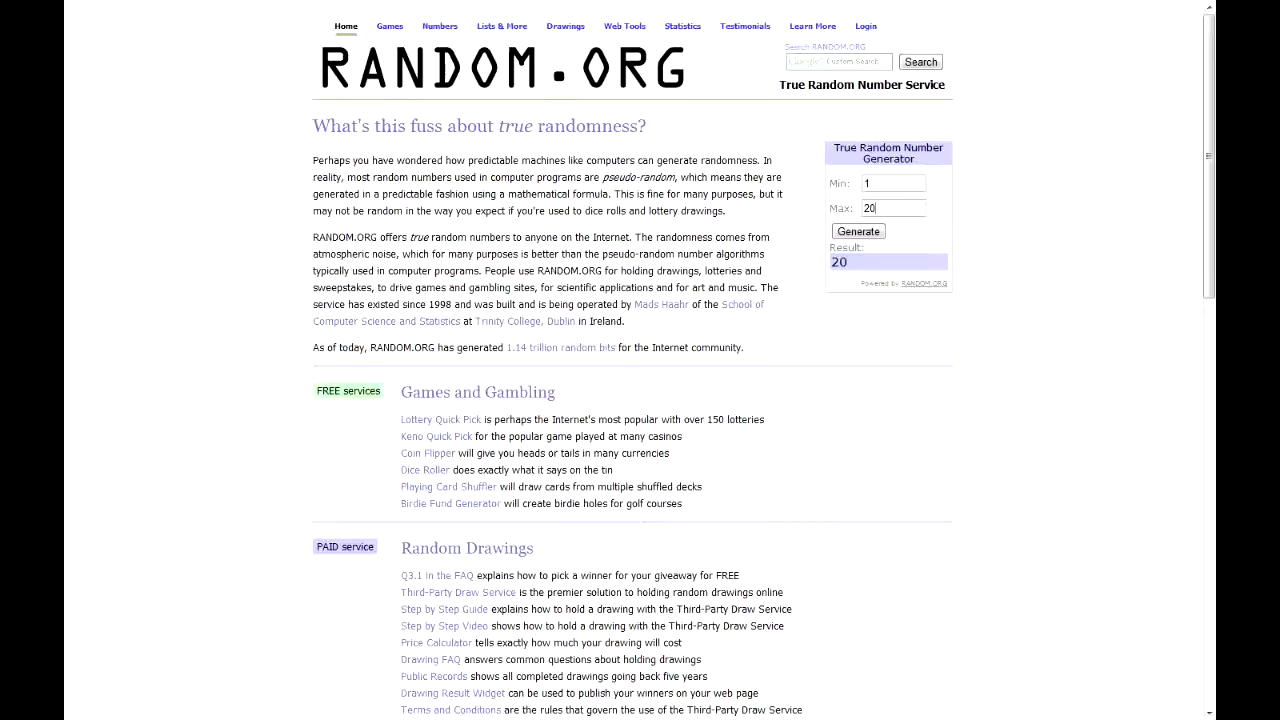 Home Games Numbers Lists & More Drawings Web Tools Statistics Testimonials Learn More Login
RANDOM.ORG
Search RANDOM.ORG
Google™ Custom Search Search
True Random Number Service
What's this fuss about true randomness?
Perhaps you have wondered how predictable machines like computers can generate randomness. In
reality, most random numbers used in computer programs are pseudo-random, which means they are
generated in a predictable fashion using a mathematical formula. This is fine for many purposes, but it
may not be random in the way you expect if you're used to dice rolls and lottery drawings.
RANDOM.ORG offers true random numbers to anyone on the Internet. The randomness comes from
atmospheric noise, which for many purposes is better than the pseudo-random number algorithms
typically used in computer programs. People use RANDOM.ORG for holding drawings, lotteries and
sweepstakes, to drive games and gambling sites, for scientific applications and for art and music. The
service has existed since 1998 and was built and is being operated by Mads Haahr of the School of
Computer Science and Statistics at Trinity College, Dublin in Ireland.
As of today, RANDOM.ORG has generated 1.14 trillion random bits for the Internet community.
True Random Number
Generator
Min: 1
Max: 20
Generate
Result:
20
Powered by RANDOM.ORG
FREE services
Games and Gambling
Lottery Quick Pick is perhaps the Internet's most popular with over 150 lotteries
Keno Quick Pick for the popular game played at many casinos
Coin Flipper will give you heads or tails in many currencies
Dice Roller does exactly what it says on the tin
Playing Card Shuffler will draw cards from multiple shuffled decks
Birdie Fund Generator will create birdie holes for golf courses
PAID service
Random Drawings
Q3.1 in the FAQ explains how to pick a winner for your giveaway for FREE
Third-Party Draw Service is the premier solution to holding random drawings online
Step by Step Guide explains how to hold a drawing with the Third-Party Draw Service
Step by Step Video shows how to hold a drawing with the Third-Party Draw Service
Price Calculator tells exactly how much your drawing will cost
Drawing FAQ answers common questions about holding drawings
Public Records shows all completed drawings going back five years
Drawing Result Widget can be used to publish your winners on your web page
Terms and Conditions are the rules that govern the use of the Third-Party Draw Service